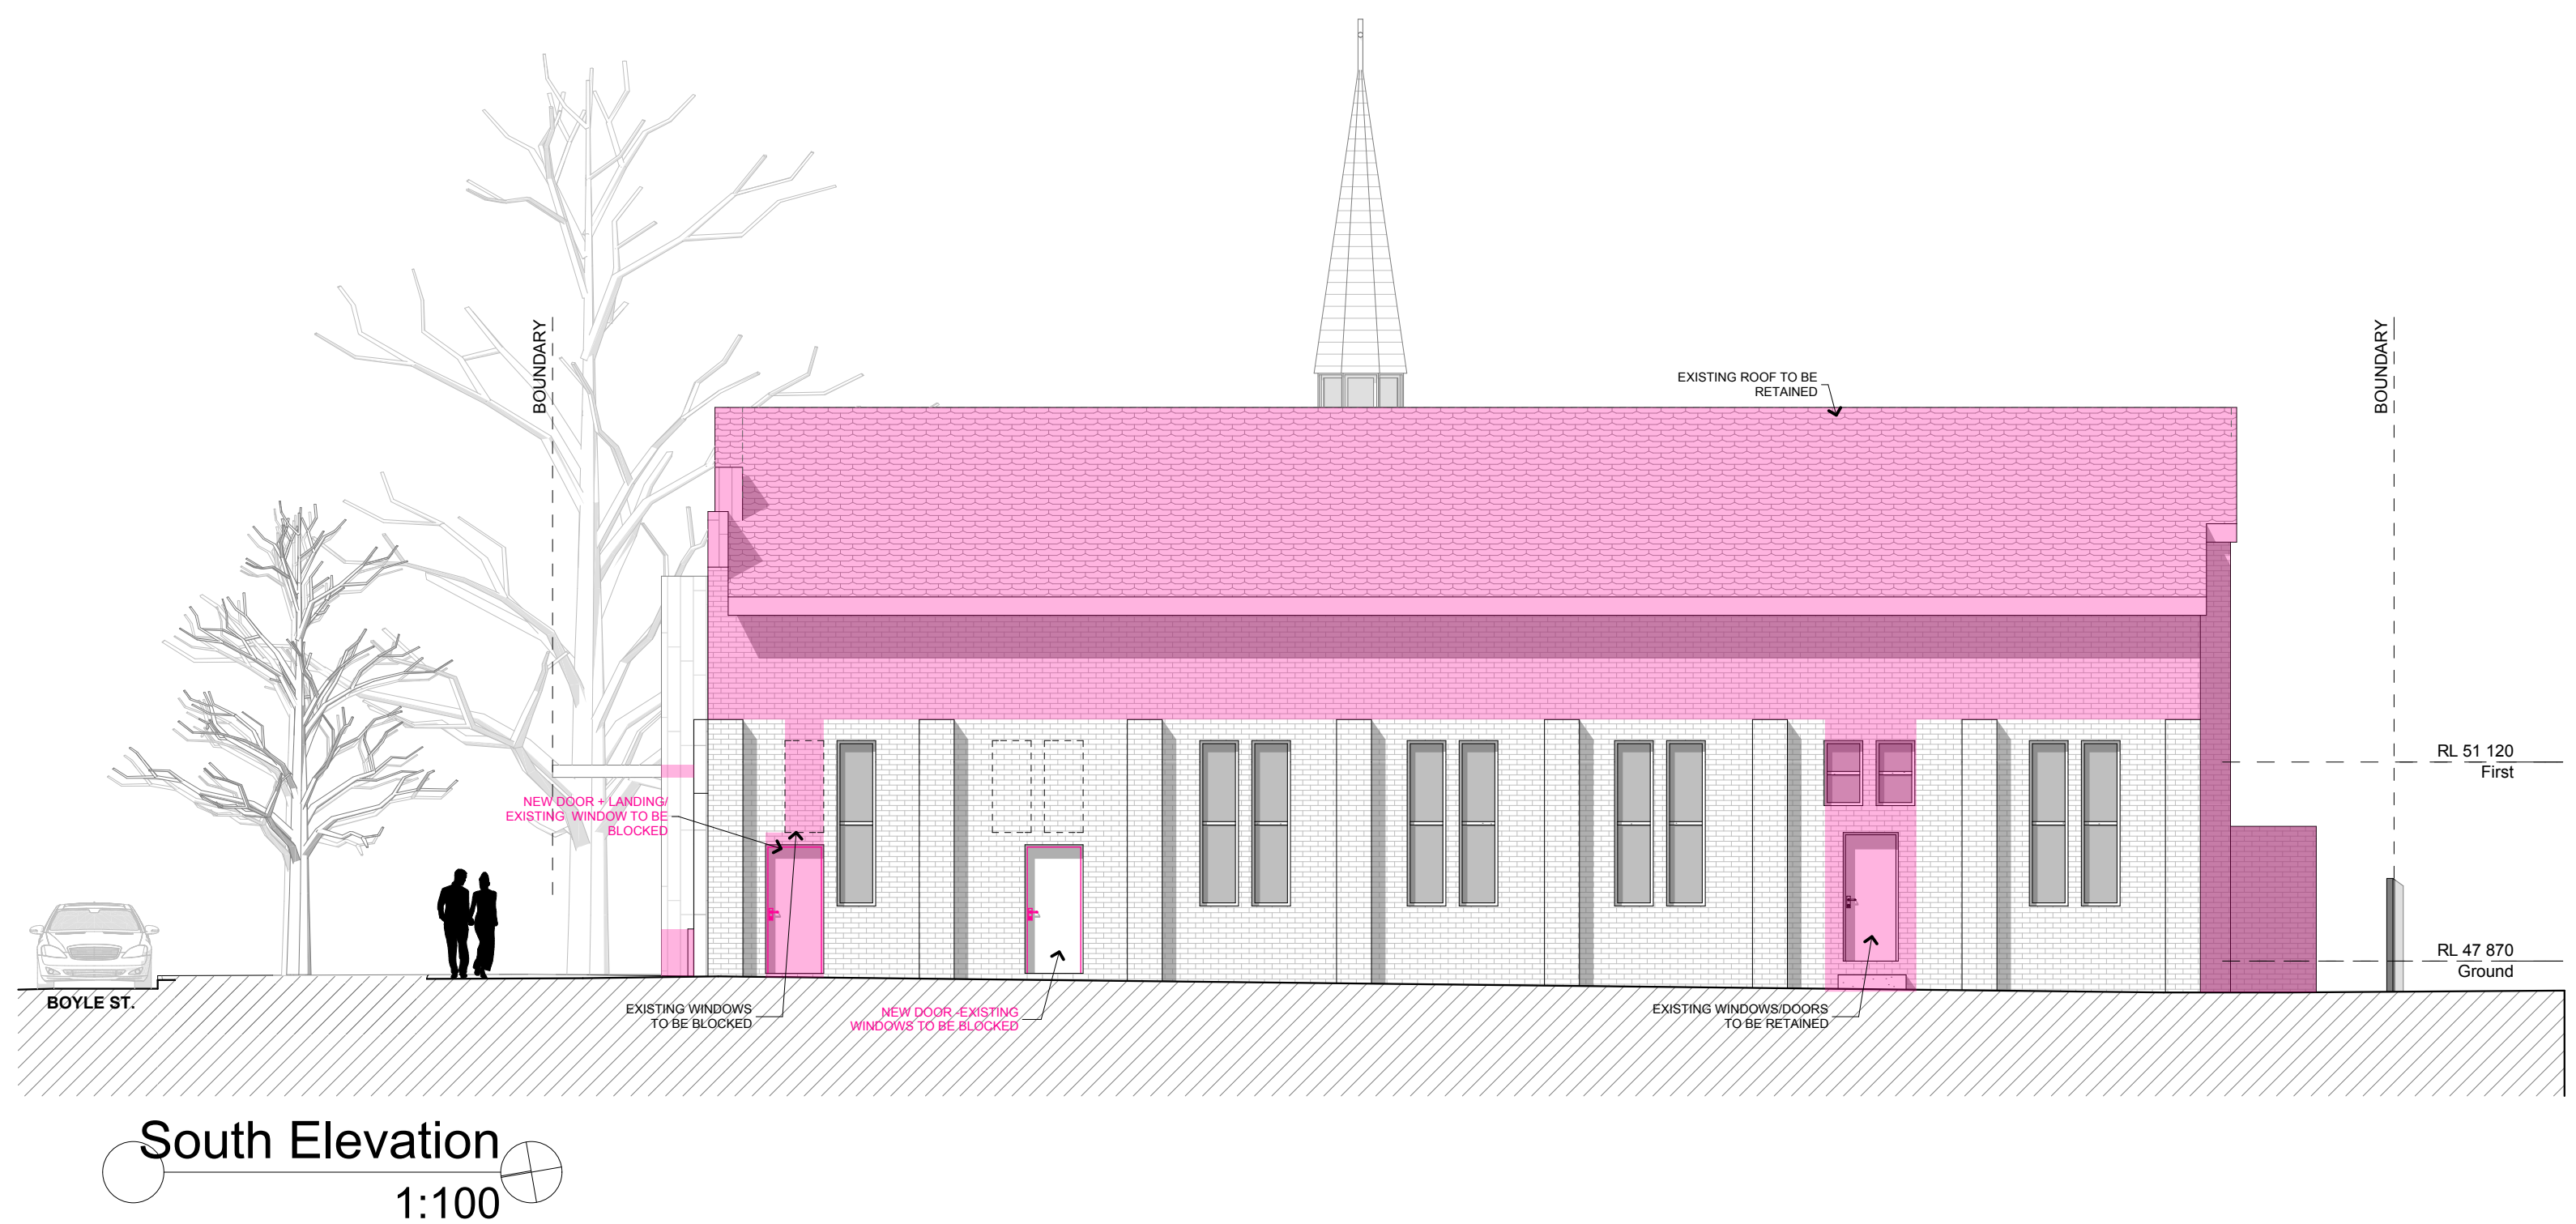 BOUNDARY
BOUNDARY
EXISTING ROOF TO BE
RETAINED
RL 51 120
First
NEW DOOR + LANDING/
EXISTING WINDOW TO BE
BLOCKED
RL 47 870
Ground
BOYLE ST.
EXISTING WINDOWS
TO BE BLOCKED
NEW DOOR -EXISTING
WINDOWS TO BE BLOCKED
EXISTING WINDOWS/DOORS
TO BE RETAINED
South Elevation
1:100